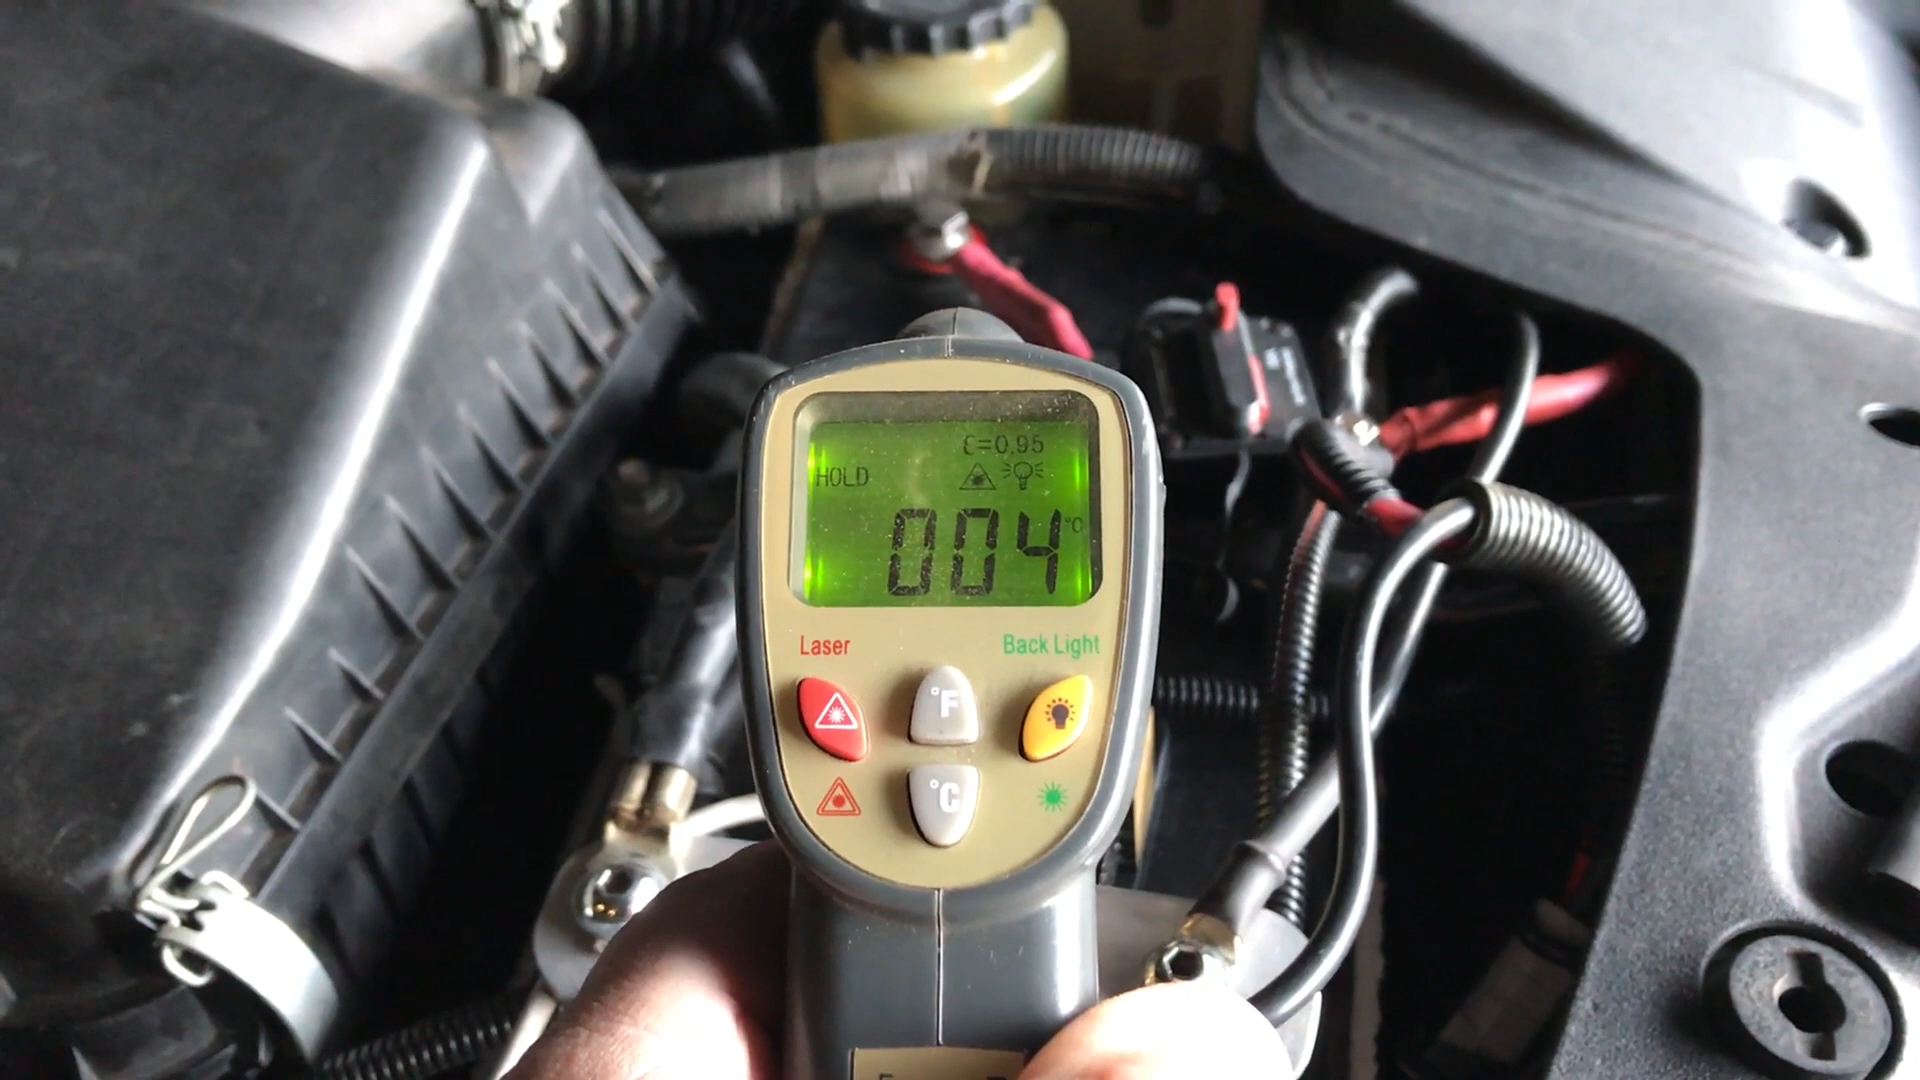 ε=0.95
HOLD
004 °C
Laser
Back Light
°F
°C